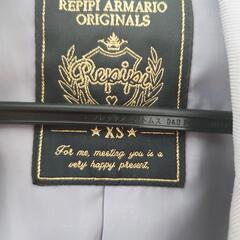 REPIPI ARMARIO
ORIGINALS
Repipi
XS
For me, meeting you is a
very happy present.